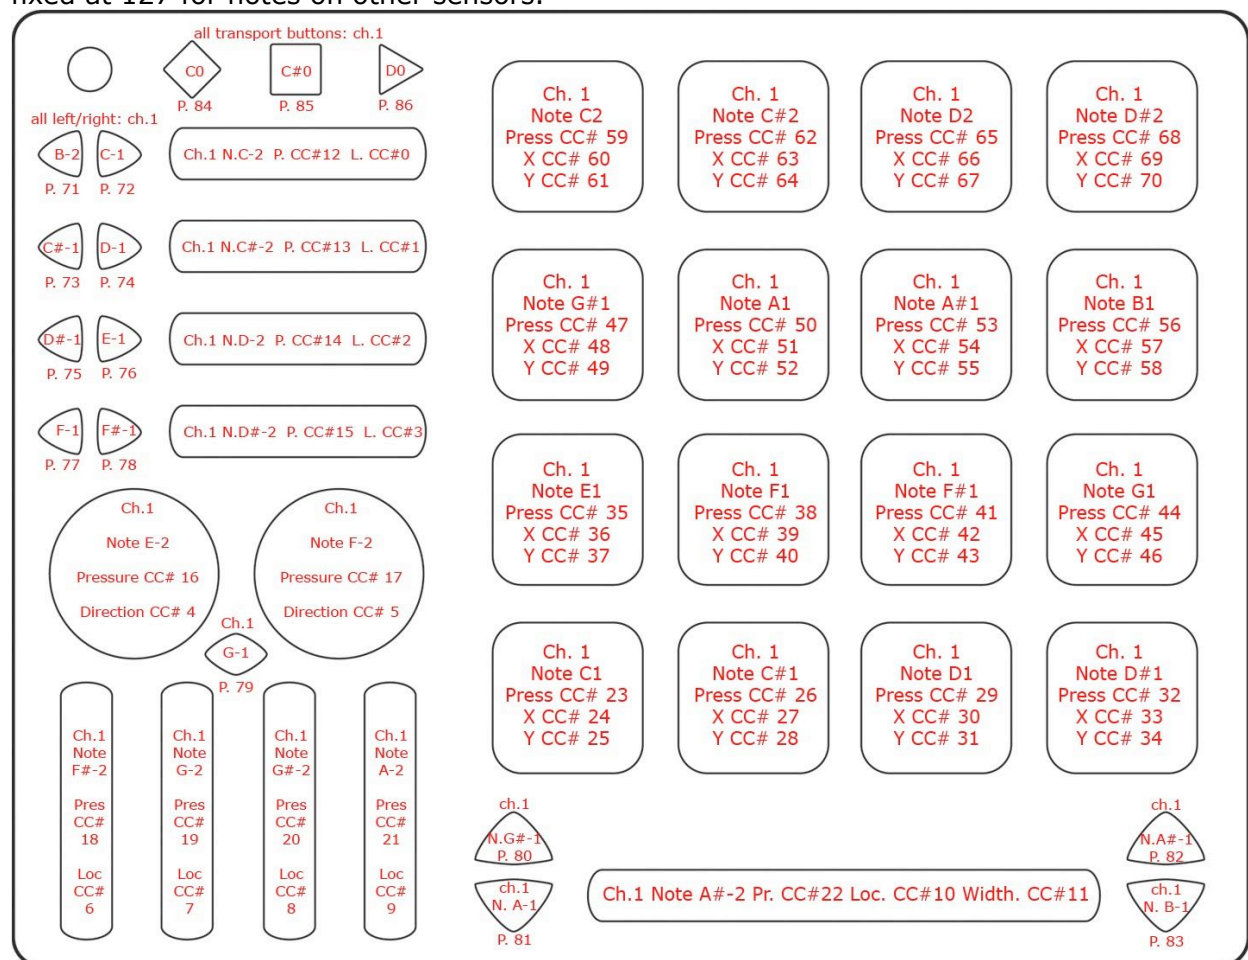 fixed at 127 for notes on other sensors.
all transport buttons: ch.1
C0
C#0
D0
P. 84
P. 85
P. 86
all left/right: ch.1
B-2
C-1
P. 71
P. 72
Ch.1 N.C-2 P. CC#12 L. CC#0
C#-1
D-1
P. 73
P. 74
Ch.1 N.C#-2 P. CC#13 L. CC#1
D#-1
E-1
P. 75
P. 76
Ch.1 N.D-2 P. CC#14 L. CC#2
F-1
F#-1
P. 77
P. 78
Ch.1 N.D#-2 P. CC#15 L. CC#3
Ch.1
Note E-2
Pressure CC# 16
Direction CC# 4
Ch.1
Note F-2
Pressure CC# 17
Direction CC# 5
Ch.1
G-1
P. 79
Ch.1
Note
F#-2
Pres
CC#
18
Loc
CC#
6
Ch.1
Note
G-2
Pres
CC#
19
Loc
CC#
7
Ch.1
Note
G#-2
Pres
CC#
20
Loc
CC#
8
Ch.1
Note
A-2
Pres
CC#
21
Loc
CC#
9
Ch. 1
Note C2
Press CC# 59
X CC# 60
Y CC# 61
Ch. 1
Note C#2
Press CC# 62
X CC# 63
Y CC# 64
Ch. 1
Note D2
Press CC# 65
X CC# 66
Y CC# 67
Ch. 1
Note D#2
Press CC# 68
X CC# 69
Y CC# 70
Ch. 1
Note G#1
Press CC# 47
X CC# 48
Y CC# 49
Ch. 1
Note A1
Press CC# 50
X CC# 51
Y CC# 52
Ch. 1
Note A#1
Press CC# 53
X CC# 54
Y CC# 55
Ch. 1
Note B1
Press CC# 56
X CC# 57
Y CC# 58
Ch. 1
Note E1
Press CC# 35
X CC# 36
Y CC# 37
Ch. 1
Note F1
Press CC# 38
X CC# 39
Y CC# 40
Ch. 1
Note F#1
Press CC# 41
X CC# 42
Y CC# 43
Ch. 1
Note G1
Press CC# 44
X CC# 45
Y CC# 46
Ch. 1
Note C1
Press CC# 23
X CC# 24
Y CC# 25
Ch. 1
Note C#1
Press CC# 26
X CC# 27
Y CC# 28
Ch. 1
Note D1
Press CC# 29
X CC# 30
Y CC# 31
Ch. 1
Note D#1
Press CC# 32
X CC# 33
Y CC# 34
ch.1
N.G#-1
P. 80
ch.1
N. A-1
P. 81
Ch.1 Note A#-2 Pr. CC#22 Loc. CC#10 Width. CC#11
ch.1
N.A#-1
P. 82
ch.1
N. B-1
P. 83